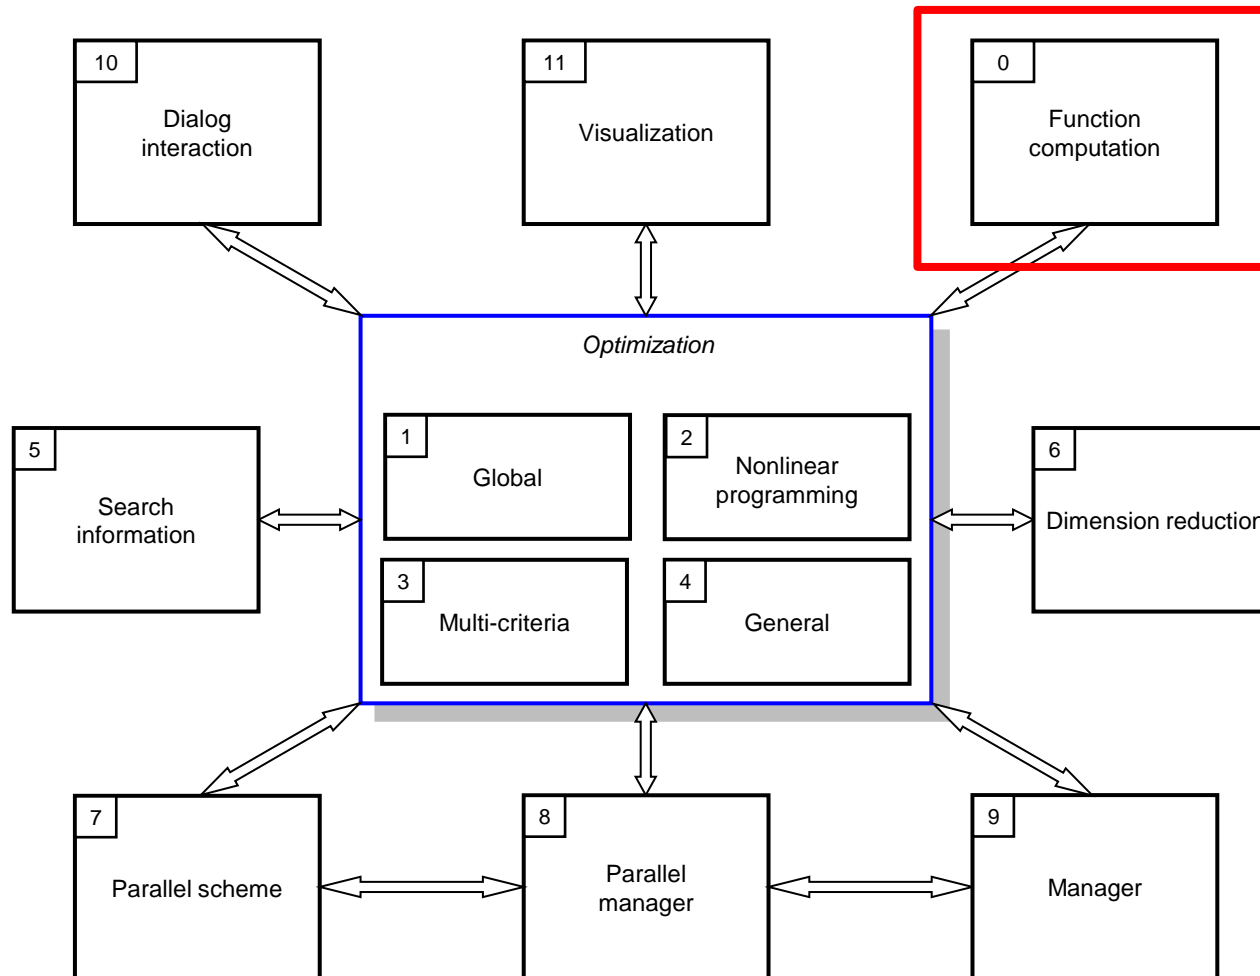 10
Dialog
interaction
11
Visualization
0
Function
computation
Optimization
1
Global
2
Nonlinear
programming
3
Multi-criteria
4
General
5
Search
information
6
Dimension reduction
7
Parallel scheme
8
Parallel
manager
9
Manager